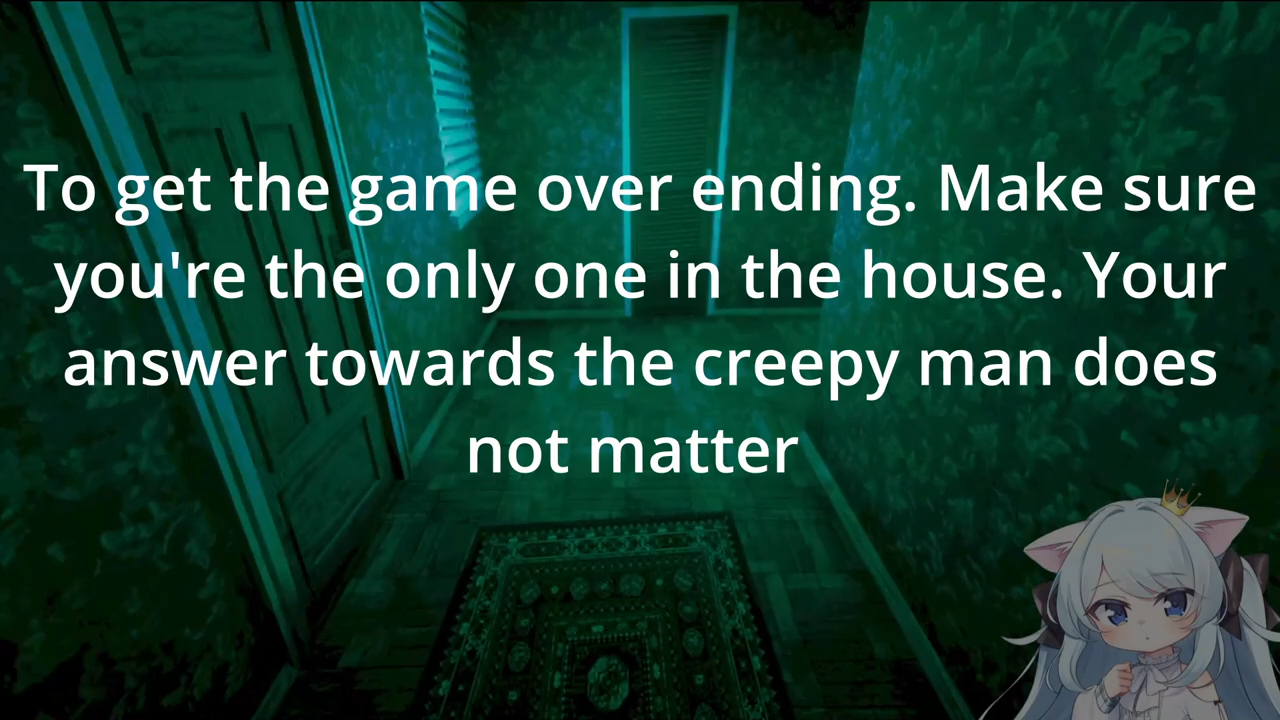 To get the game over ending. Make sure
you're the only one in the house. Your
answer towards the creepy man does
not matter